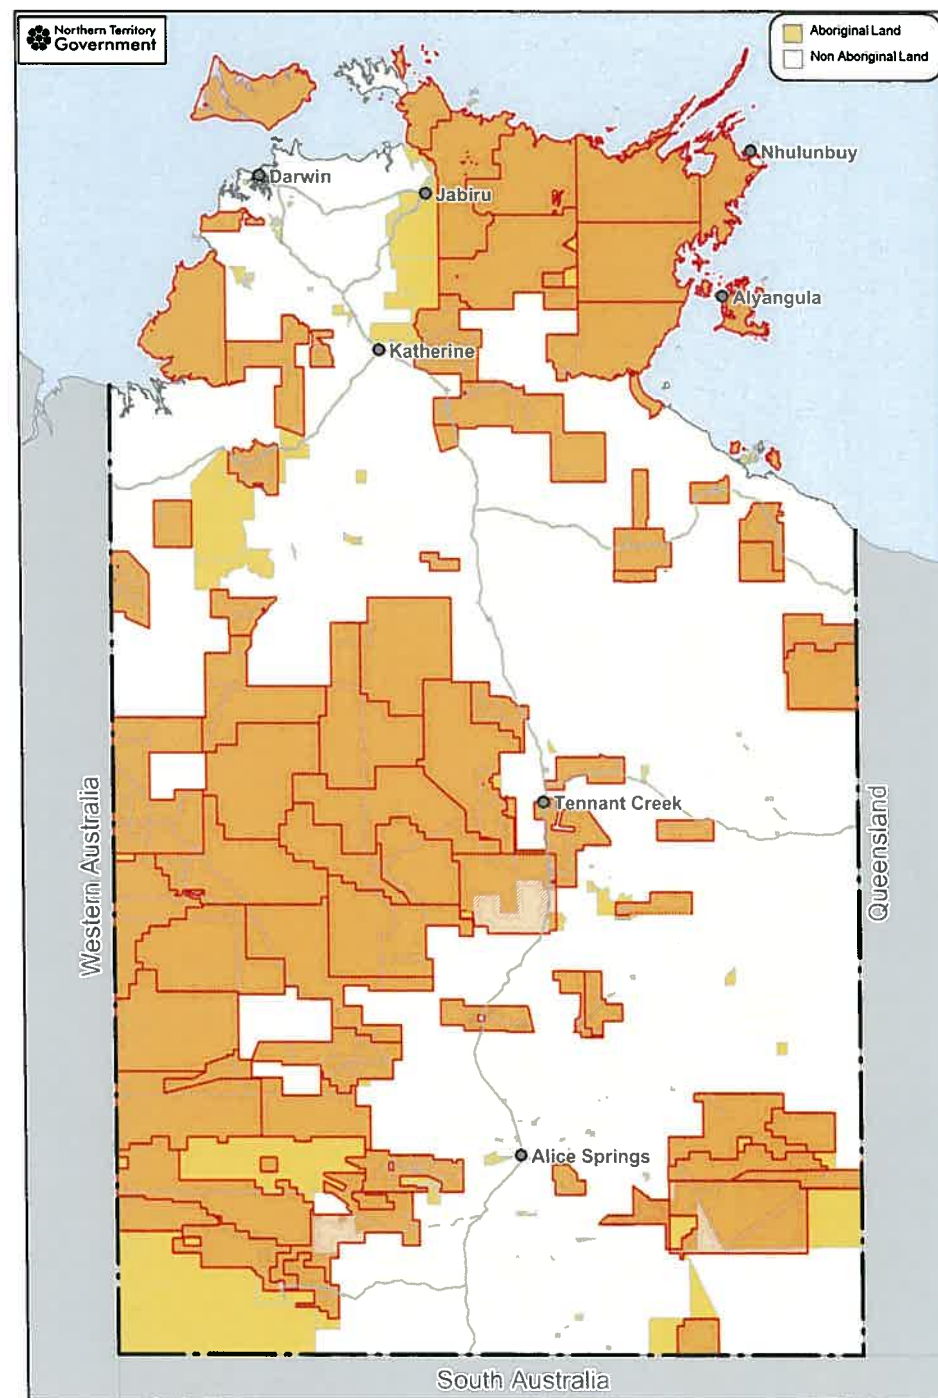 Northern Territory
Government
Aboriginal Land
Non Aboriginal Land
Nhulunbuy
Darwin
Jabiru
Alyangula
Katherine
Tennant Creek
Western Australia
Queensland
Alice Springs
South Australia